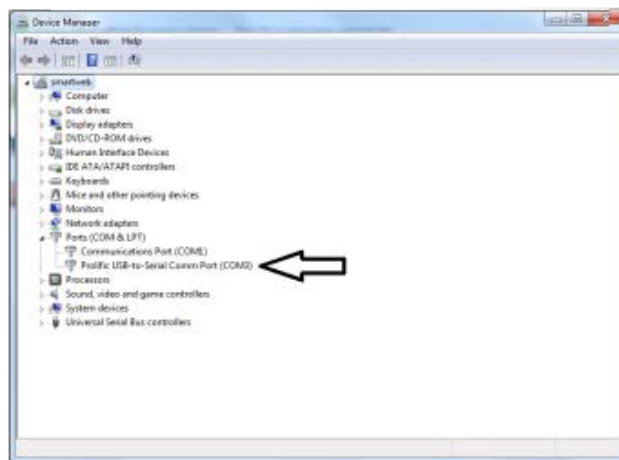 Device Manager
File Action View Help
smartweb
Computer
Disk drives
Display adapters
DVD/CD-ROM drives
Human Interface Devices
IDE ATA/ATAPI controllers
Keyboards
Mice and other pointing devices
Monitors
Network adapters
Ports (COM & LPT)
Communications Port (COM1)
Prolific USB-to-Serial Comm Port (COM3)
Processors
Sound, video and game controllers
System devices
Universal Serial Bus controllers